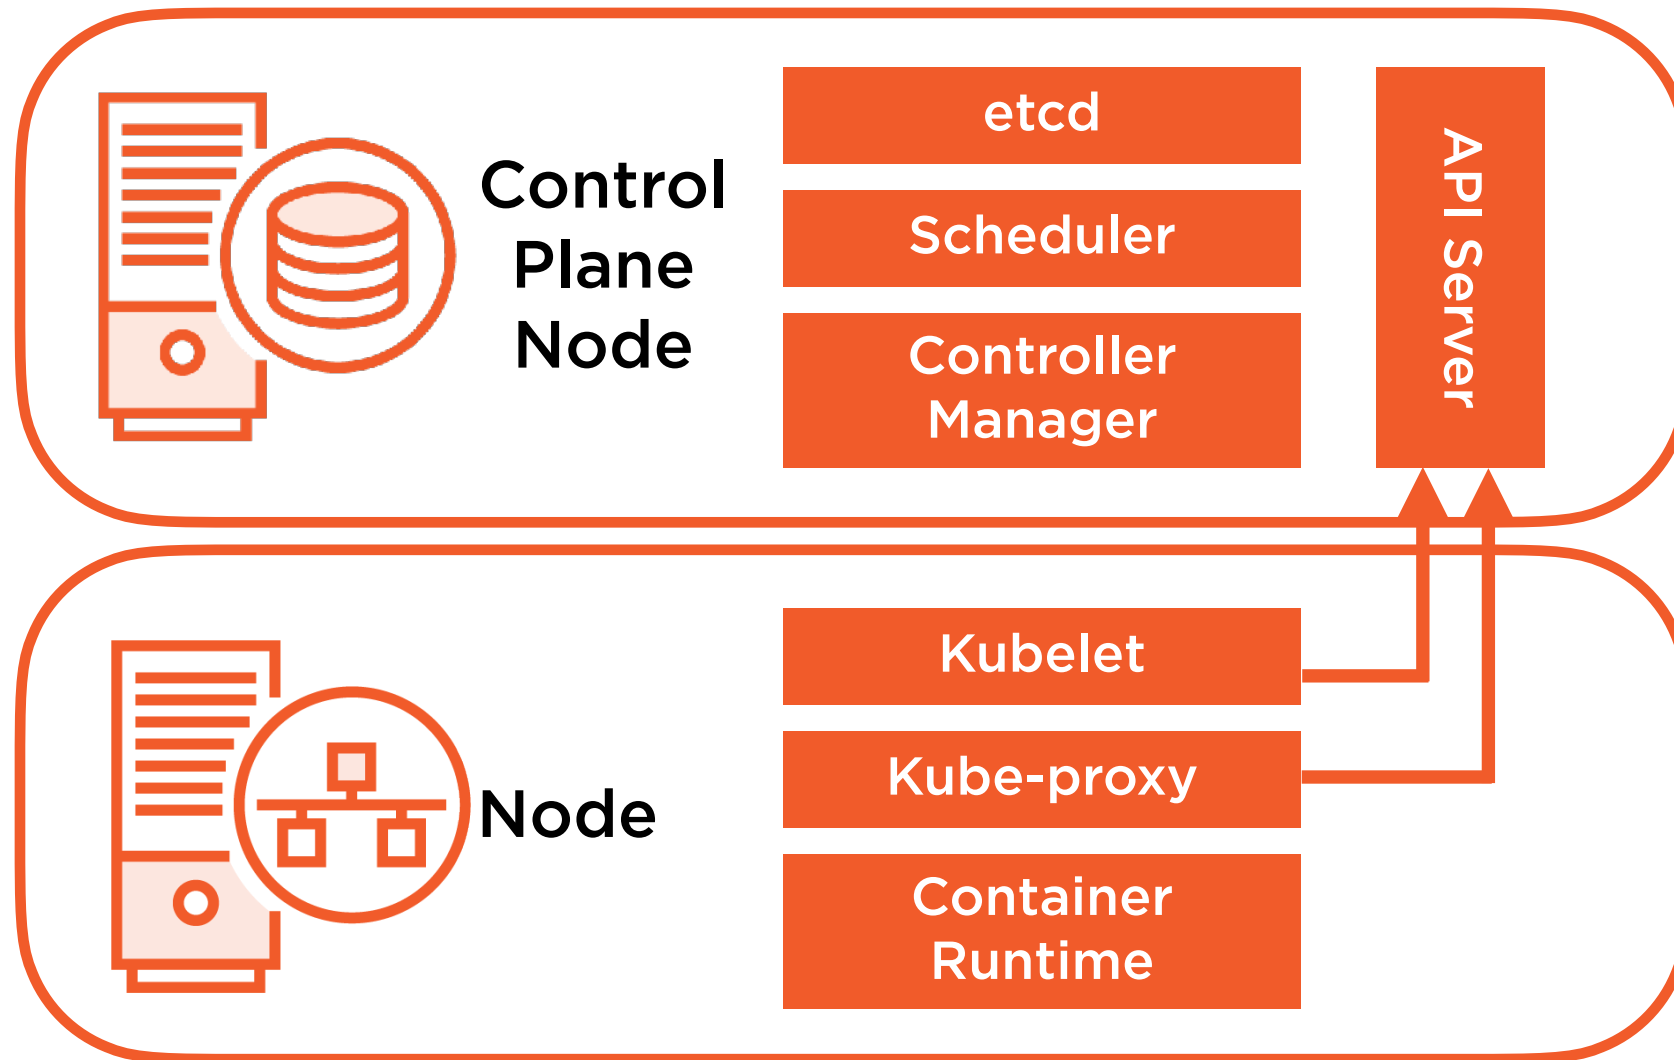 Control
Plane
Node
etcd
Scheduler
Controller
Manager
API Server
Node
Kubelet
Kube-proxy
Container
Runtime